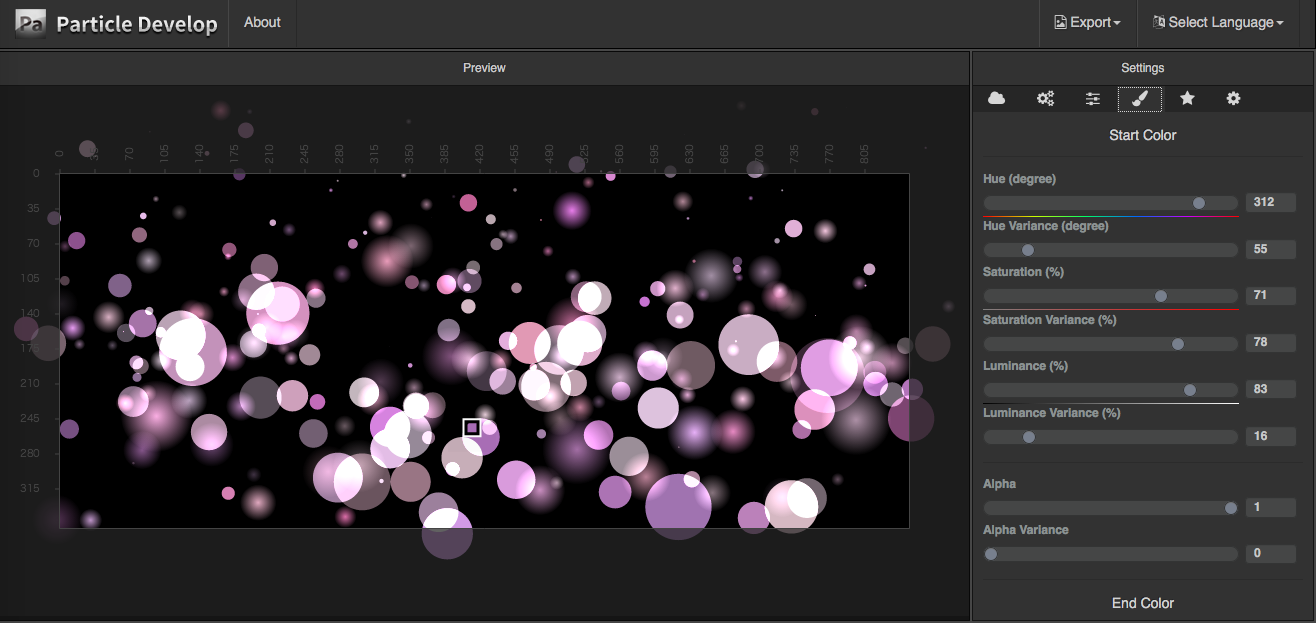 Pa Particle Develop About Export Select Language
Preview Settings
Start Color
0 35 70 105 140 175 210 245 280 315 350 385 420 455 490 525 560 595 630 665 700 735 770 805
0
35
70
105
140
175
210
245
280
315
Hue (degree)
312
Hue Variance (degree)
55
Saturation (%)
71
Saturation Variance (%)
78
Luminance (%)
83
Luminance Variance (%)
16
Alpha
1
Alpha Variance
0
End Color